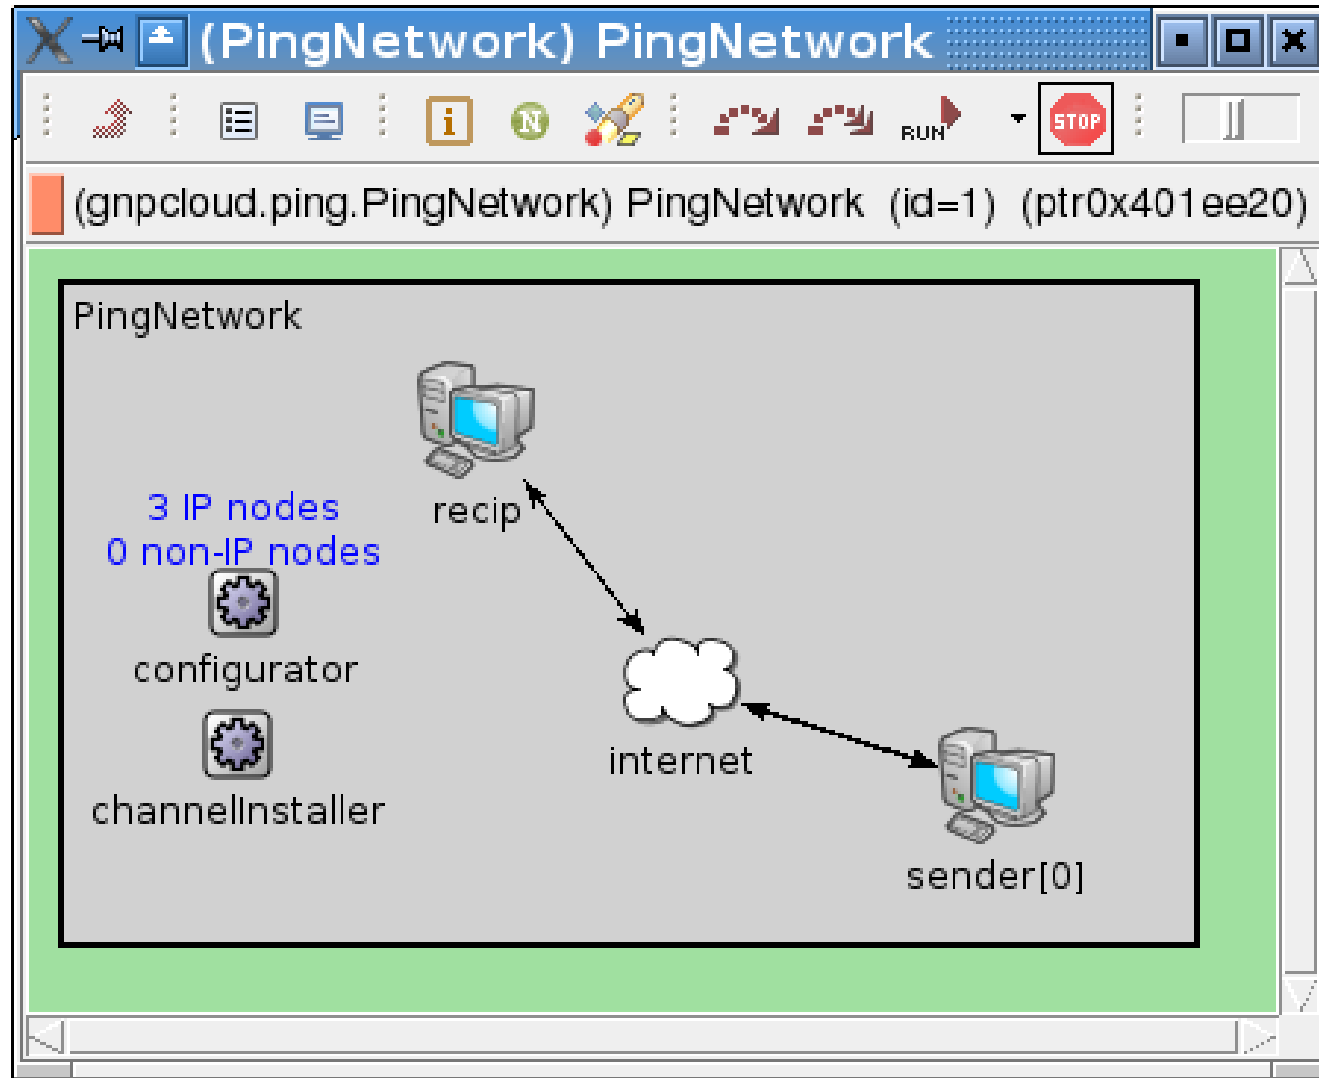 (PingNetwork) PingNetwork
i
N
RUN
STOP
(gnpcloud.ping.PingNetwork) PingNetwork (id=1) (ptr0x401ee20)
PingNetwork
recip
3 IP nodes
0 non-IP nodes
configurator
internet
channelInstaller
sender[0]